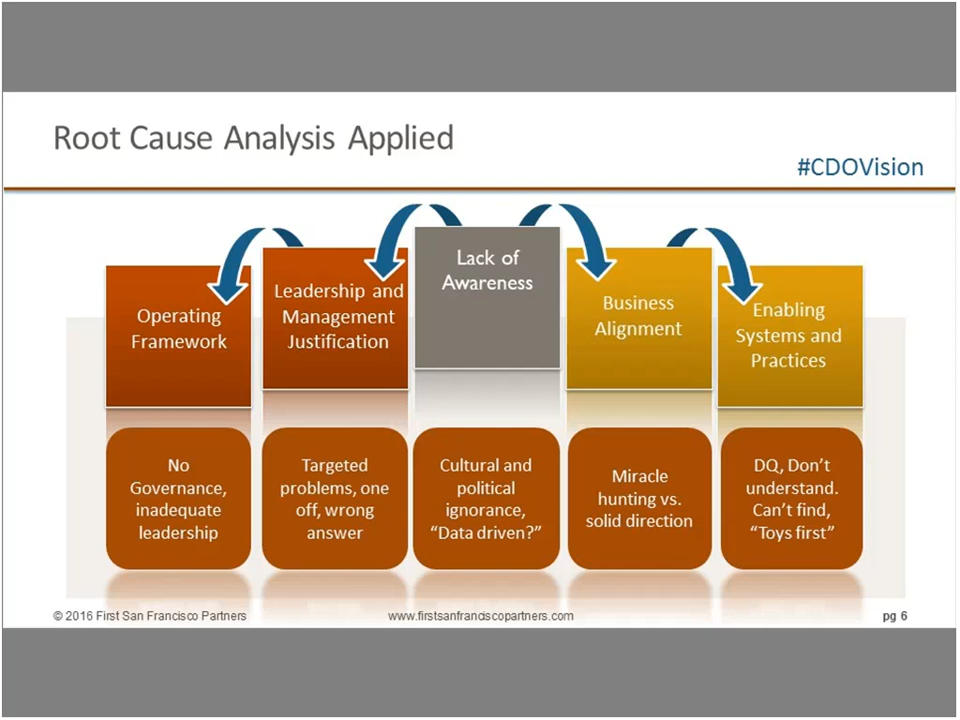 Root Cause Analysis Applied
#CDOVision
Operating
Framework
Leadership and
Management
Justification
Lack of
Awareness
Business
Alignment
Enabling
Systems and
Practices
No
Governance,
inadequate
leadership
Targeted
problems, one
off, wrong
answer
Cultural and
political
ignorance,
“Data driven?”
Miracle
hunting vs.
solid direction
DQ, Don’t
understand.
Can’t find,
“Toys first”
© 2016 First San Francisco Partners
www.firstsanfranciscopartners.com
pg 6